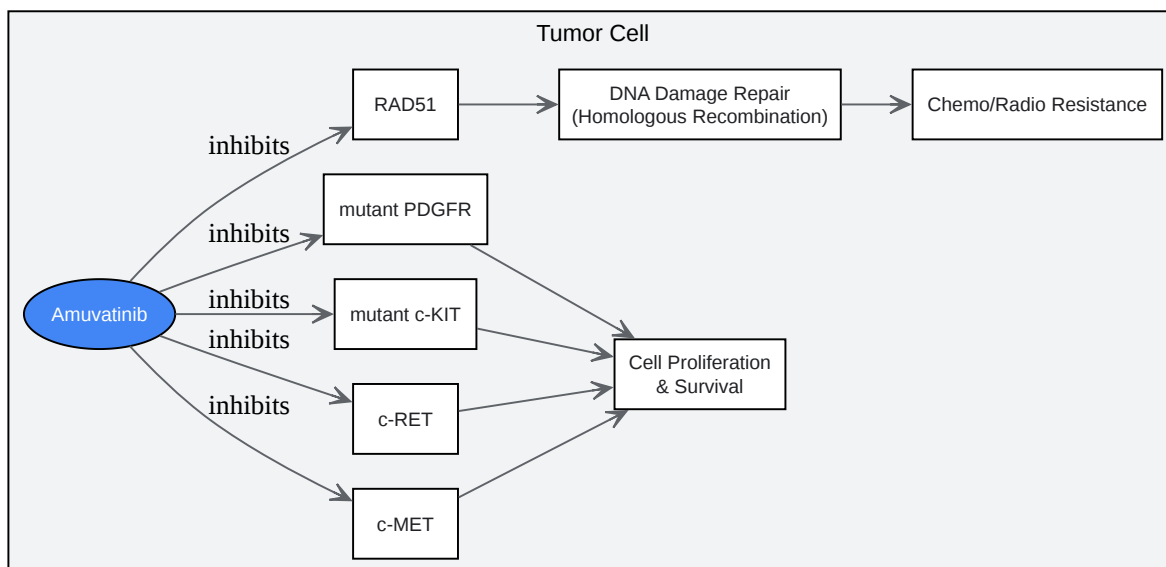 Tumor Cell
RAD51
DNA Damage Repair
(Homologous Recombination)
Chemo/Radio Resistance
inhibits
mutant PDGFR
inhibits
Amuvatinib
inhibits
mutant c-KIT
inhibits
Cell Proliferation
& Survival
c-RET
inhibits
c-MET